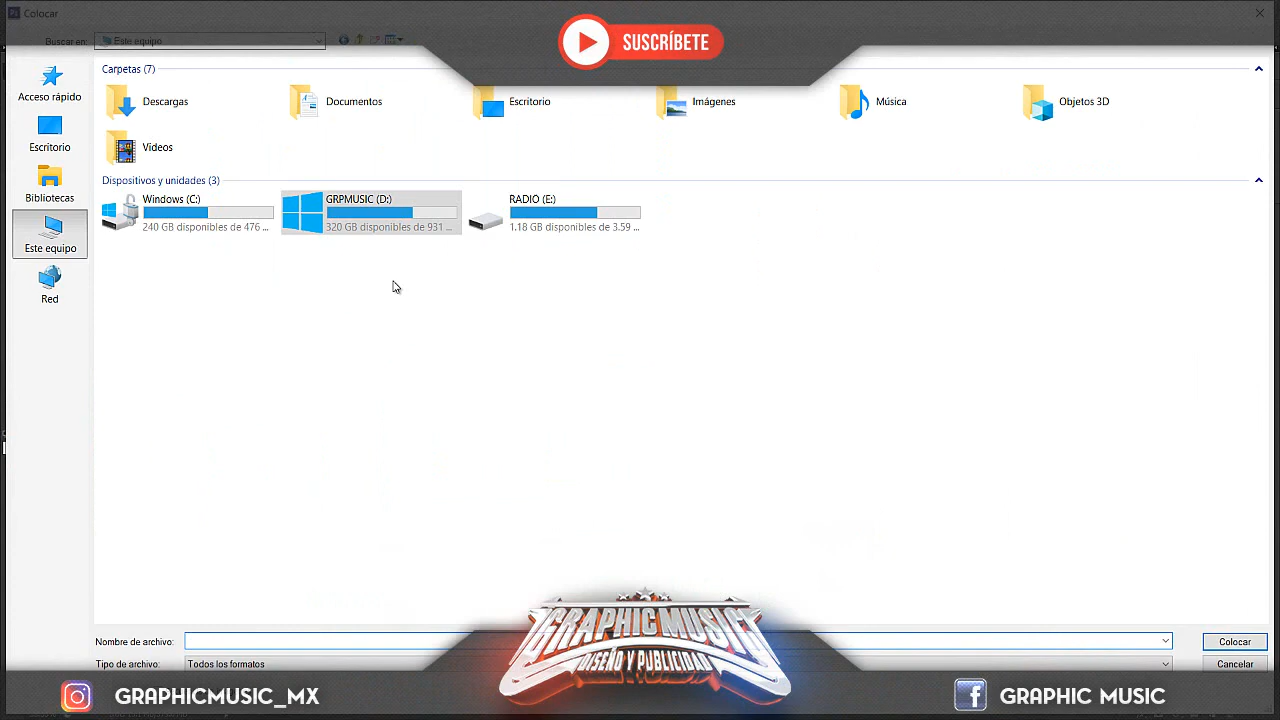 Colocar
Buscar en:
Este equipo
SUSCRÍBETE
Acceso rápido
Escritorio
Bibliotecas
Este equipo
Red
Carpetas (7)
Descargas
Documentos
Escritorio
Imágenes
Música
Objetos 3D
Videos
Dispositivos y unidades (3)
Windows (C:)
240 GB disponibles de 476 ...
GRPMUSIC (D:)
320 GB disponibles de 931 ...
RADIO (E:)
1.18 GB disponibles de 3.59 ...
Nombre de archivo:
Colocar
Tipo de archivo:
Todos los formatos
Cancelar
GRAPHIC MUSIC
DISEÑO Y PUBLICIDAD
GRAPHICMUSIC_MX
GRAPHIC MUSIC